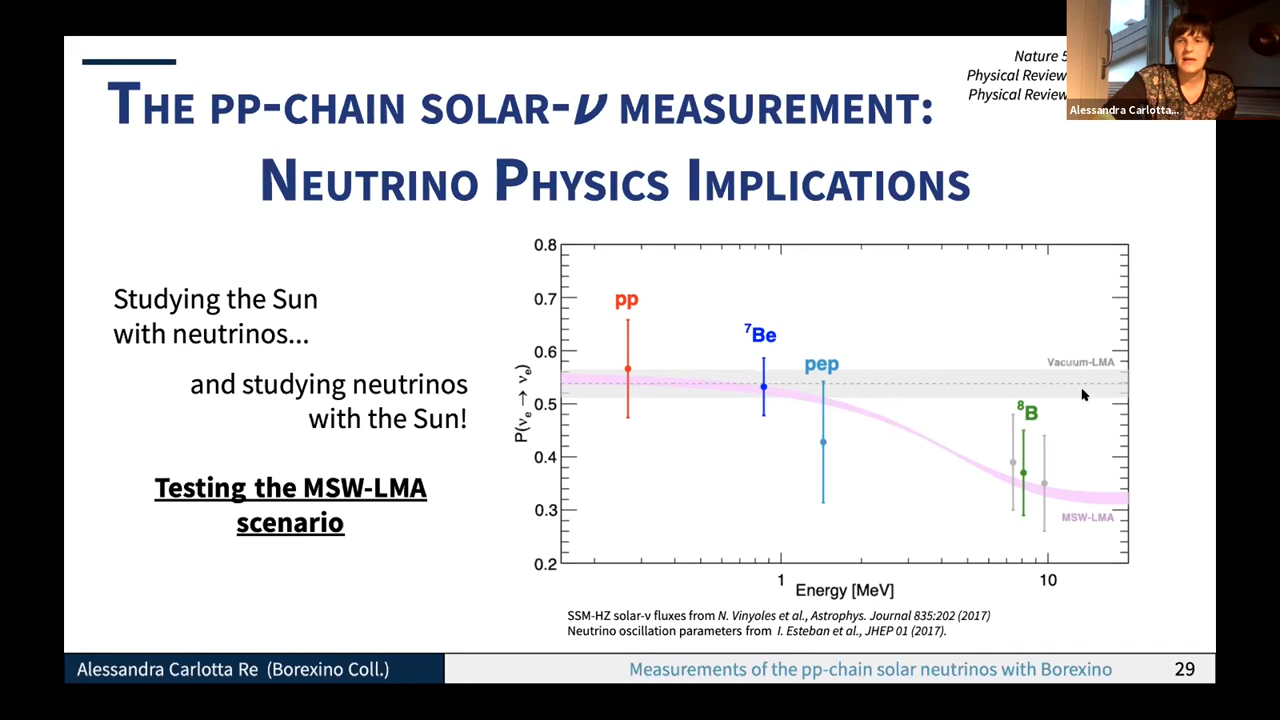 Nature 5
Physical Review
Physical Review
Alessandra Carlotta...
THE PP-CHAIN SOLAR-ν MEASUREMENT:
NEUTRINO PHYSICS IMPLICATIONS
Studying the Sun
with neutrinos...
and studying neutrinos
with the Sun!
Testing the MSW-LMA
scenario
0.8
0.7
0.6
0.5
0.4
0.3
0.2
P(νe → νe)
pp
7Be
pep
8B
Vacuum-LMA
MSW-LMA
1
10
Energy [MeV]
SSM-HZ solar-ν fluxes from N. Vinyoles et al., Astrophys. Journal 835:202 (2017)
Neutrino oscillation parameters from I. Esteban et al., JHEP 01 (2017).
Alessandra Carlotta Re (Borexino Coll.)
Measurements of the pp-chain solar neutrinos with Borexino
29